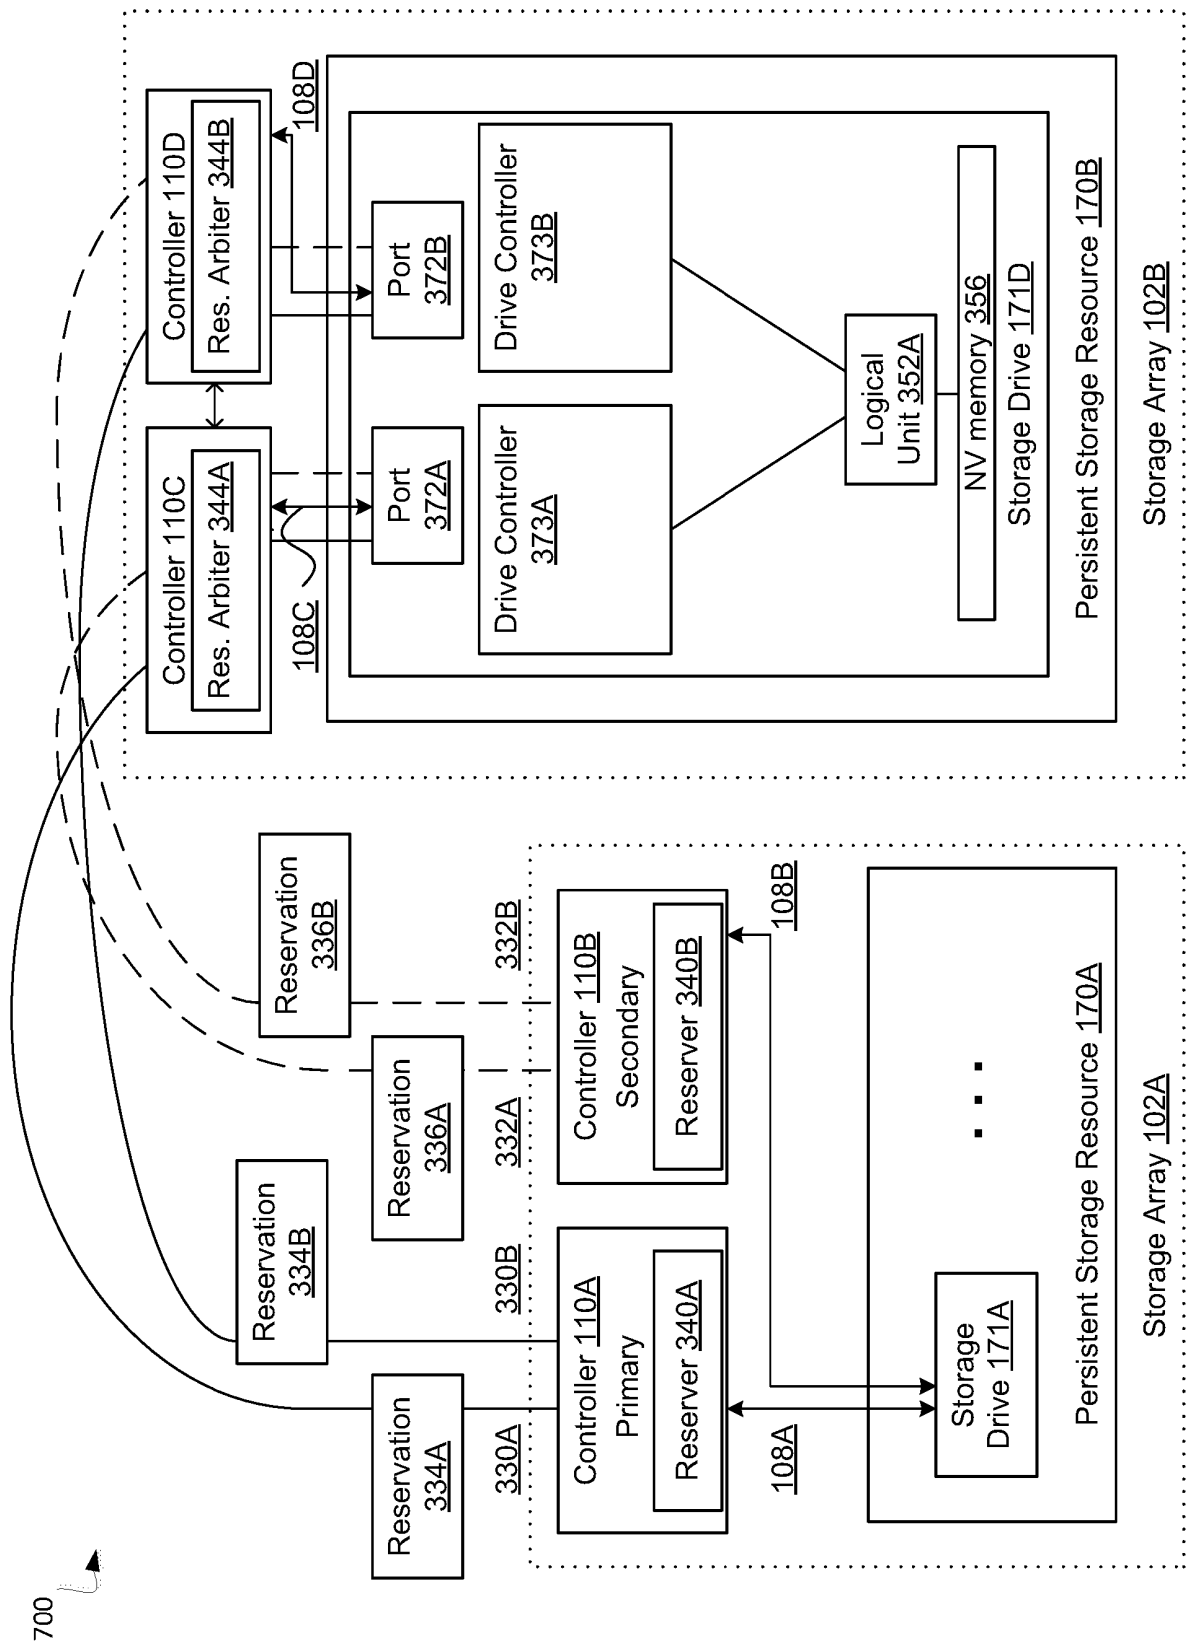 700
Reservation
334A
Reservation
334B
Reservation
336A
Reservation
336B
330A
330B
332A
332B
Controller 110A
Primary
Reserver 340A
Controller 110B
Secondary
Reserver 340B
108A
108B
Storage
Drive 171A
Persistent Storage Resource 170A
Storage Array 102A
Controller 110C
Res. Arbiter 344A
Controller 110D
Res. Arbiter 344B
108C
108D
Port
372A
Port
372B
Drive Controller
373A
Drive Controller
373B
Logical
Unit 352A
NV memory 356
Storage Drive 171D
Persistent Storage Resource 170B
Storage Array 102B